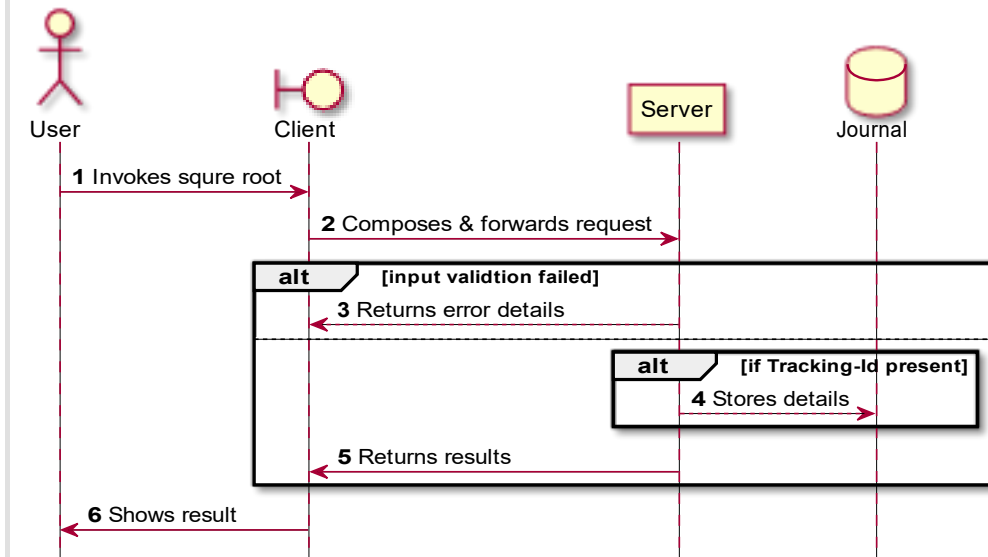 User
Client
Server
Journal
1 Invokes squre root
2 Composes & forwards request
alt [input validtion failed]
3 Returns error details
alt [if Tracking-Id present]
4 Stores details
5 Returns results
6 Shows result